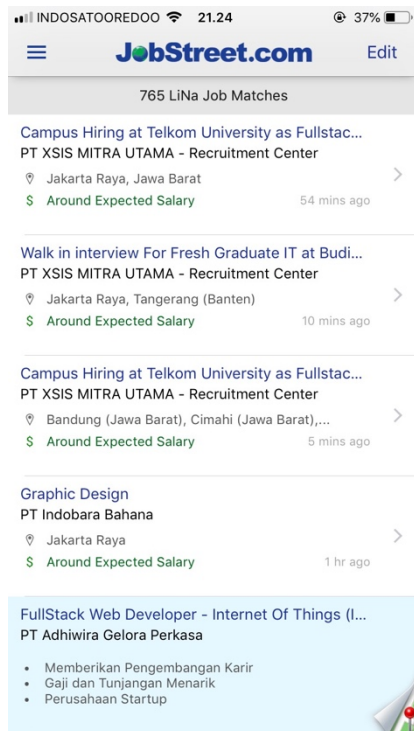 INDOSATOOREDOO 21.24 37%
JobStreet.com Edit
765 LiNa Job Matches
Campus Hiring at Telkom University as Fullstac...
PT XSIS MITRA UTAMA - Recruitment Center
Jakarta Raya, Jawa Barat
$ Around Expected Salary 54 mins ago
Walk in interview For Fresh Graduate IT at Budi...
PT XSIS MITRA UTAMA - Recruitment Center
Jakarta Raya, Tangerang (Banten)
$ Around Expected Salary 10 mins ago
Campus Hiring at Telkom University as Fullstac...
PT XSIS MITRA UTAMA - Recruitment Center
Bandung (Jawa Barat), Cimahi (Jawa Barat),...
$ Around Expected Salary 5 mins ago
Graphic Design
PT Indobara Bahana
Jakarta Raya
$ Around Expected Salary 1 hr ago
FullStack Web Developer - Internet Of Things (I...
PT Adhiwira Gelora Perkasa
• Memberikan Pengembangan Karir
• Gaji dan Tunjangan Menarik
• Perusahaan Startup